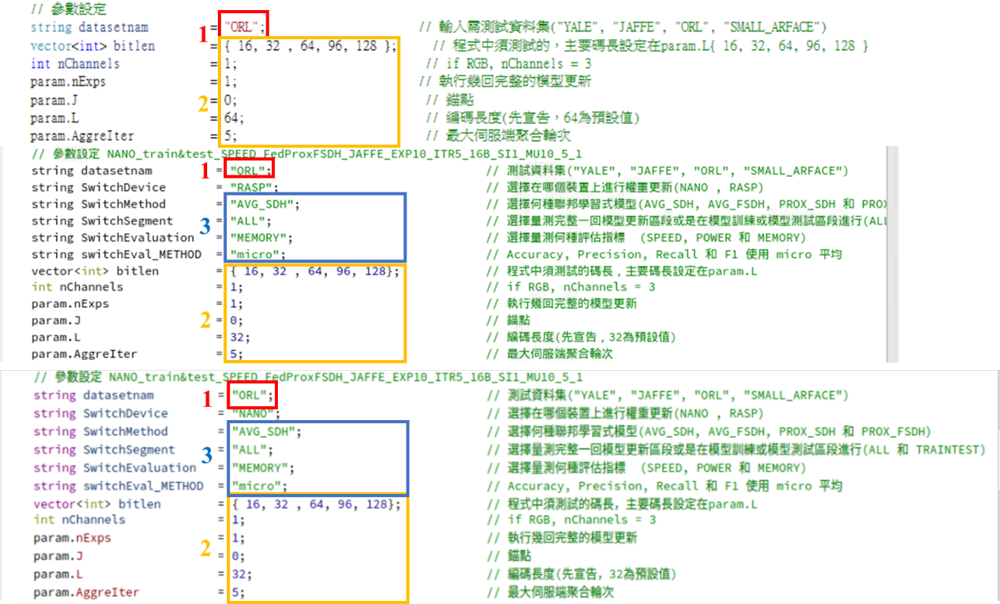 // 參數設定
string datasetnam = "ORL"; // 輸入需測試資料集("YALE", "JAFFE", "ORL", "SMALL_ARFACE")
1
vector<int> bitlen = { 16, 32 , 64, 96, 128 }; // 程式中須測試的，主要碼長設定在param.L{ 16, 32, 64, 96, 128 }
int nChannels = 1; // if RGB, nChannels = 3
param.nExps = 1; // 執行幾回完整的模型更新
2
param.J = 0; // 錨點
param.L = 64; // 編碼長度(先宣告，64為預設值)
param.AggreIter = 5; // 最大伺服端聚合輪次
// 參數設定 NANO_train&test_SPEED_FedProxFSDH_JAFFE_EXP10_ITR5_16B_SI1_MU10_5_1
string datasetnam = "ORL"; // 測試資料集("YALE", "JAFFE", "ORL", "SMALL_ARFACE")
1
string SwitchDevice = "RASP"; // 選擇在哪個裝置上進行權重更新(NANO , RASP)
string SwitchMethod = "AVG_SDH"; // 選擇何種聯邦學習式模型(AVG_SDH, AVG_FSDH, PROX_SDH 和 PROX
string SwitchSegment = "ALL"; // 選擇量測完整一回模型更新區段或是在模型訓練或模型測試區段進行(ALL
3
string SwitchEvaluation = "MEMORY"; // 選擇量測何種評估指標 (SPEED, POWER 和 MEMORY)
string switchEval_METHOD = "micro"; // Accuracy, Precision, Recall 和 F1 使用 micro 平均
vector<int> bitlen = { 16, 32 , 64, 96, 128}; // 程式中須測試的碼長，主要碼長設定在param.L
int nChannels = 1; // if RGB, nChannels = 3
param.nExps = 1; // 執行幾回完整的模型更新
2
param.J = 0; // 錨點
param.L = 32; // 編碼長度(先宣告，32為預設值)
param.AggreIter = 5; // 最大伺服端聚合輪次
// 參數設定 NANO_train&test_SPEED_FedProxFSDH_JAFFE_EXP10_ITR5_16B_SI1_MU10_5_1
string datasetnam = "ORL"; // 測試資料集("YALE", "JAFFE", "ORL", "SMALL_ARFACE")
1
string SwitchDevice = "NANO"; // 選擇在哪個裝置上進行權重更新(NANO , RASP)
string SwitchMethod = "AVG_SDH"; // 選擇何種聯邦學習式模型(AVG_SDH, AVG_FSDH, PROX_SDH 和 PROX_FSDH)
string SwitchSegment = "ALL"; // 選擇量測完整一回模型更新區段或是在模型訓練或模型測試區段進行(ALL 和 TRAINTEST)
3
string SwitchEvaluation = "MEMORY"; // 選擇量測何種評估指標 (SPEED, POWER 和 MEMORY)
string switchEval_METHOD = "micro"; // Accuracy, Precision, Recall 和 F1 使用 micro 平均
vector<int> bitlen = { 16, 32 , 64, 96, 128}; // 程式中須測試的碼長，主要碼長設定在param.L
int nChannels = 1; // if RGB, nChannels = 3
param.nExps = 1; // 執行幾回完整的模型更新
2
param.J = 0; // 錨點
param.L = 32; // 編碼長度(先宣告，32為預設值)
param.AggreIter = 5; // 最大伺服端聚合輪次